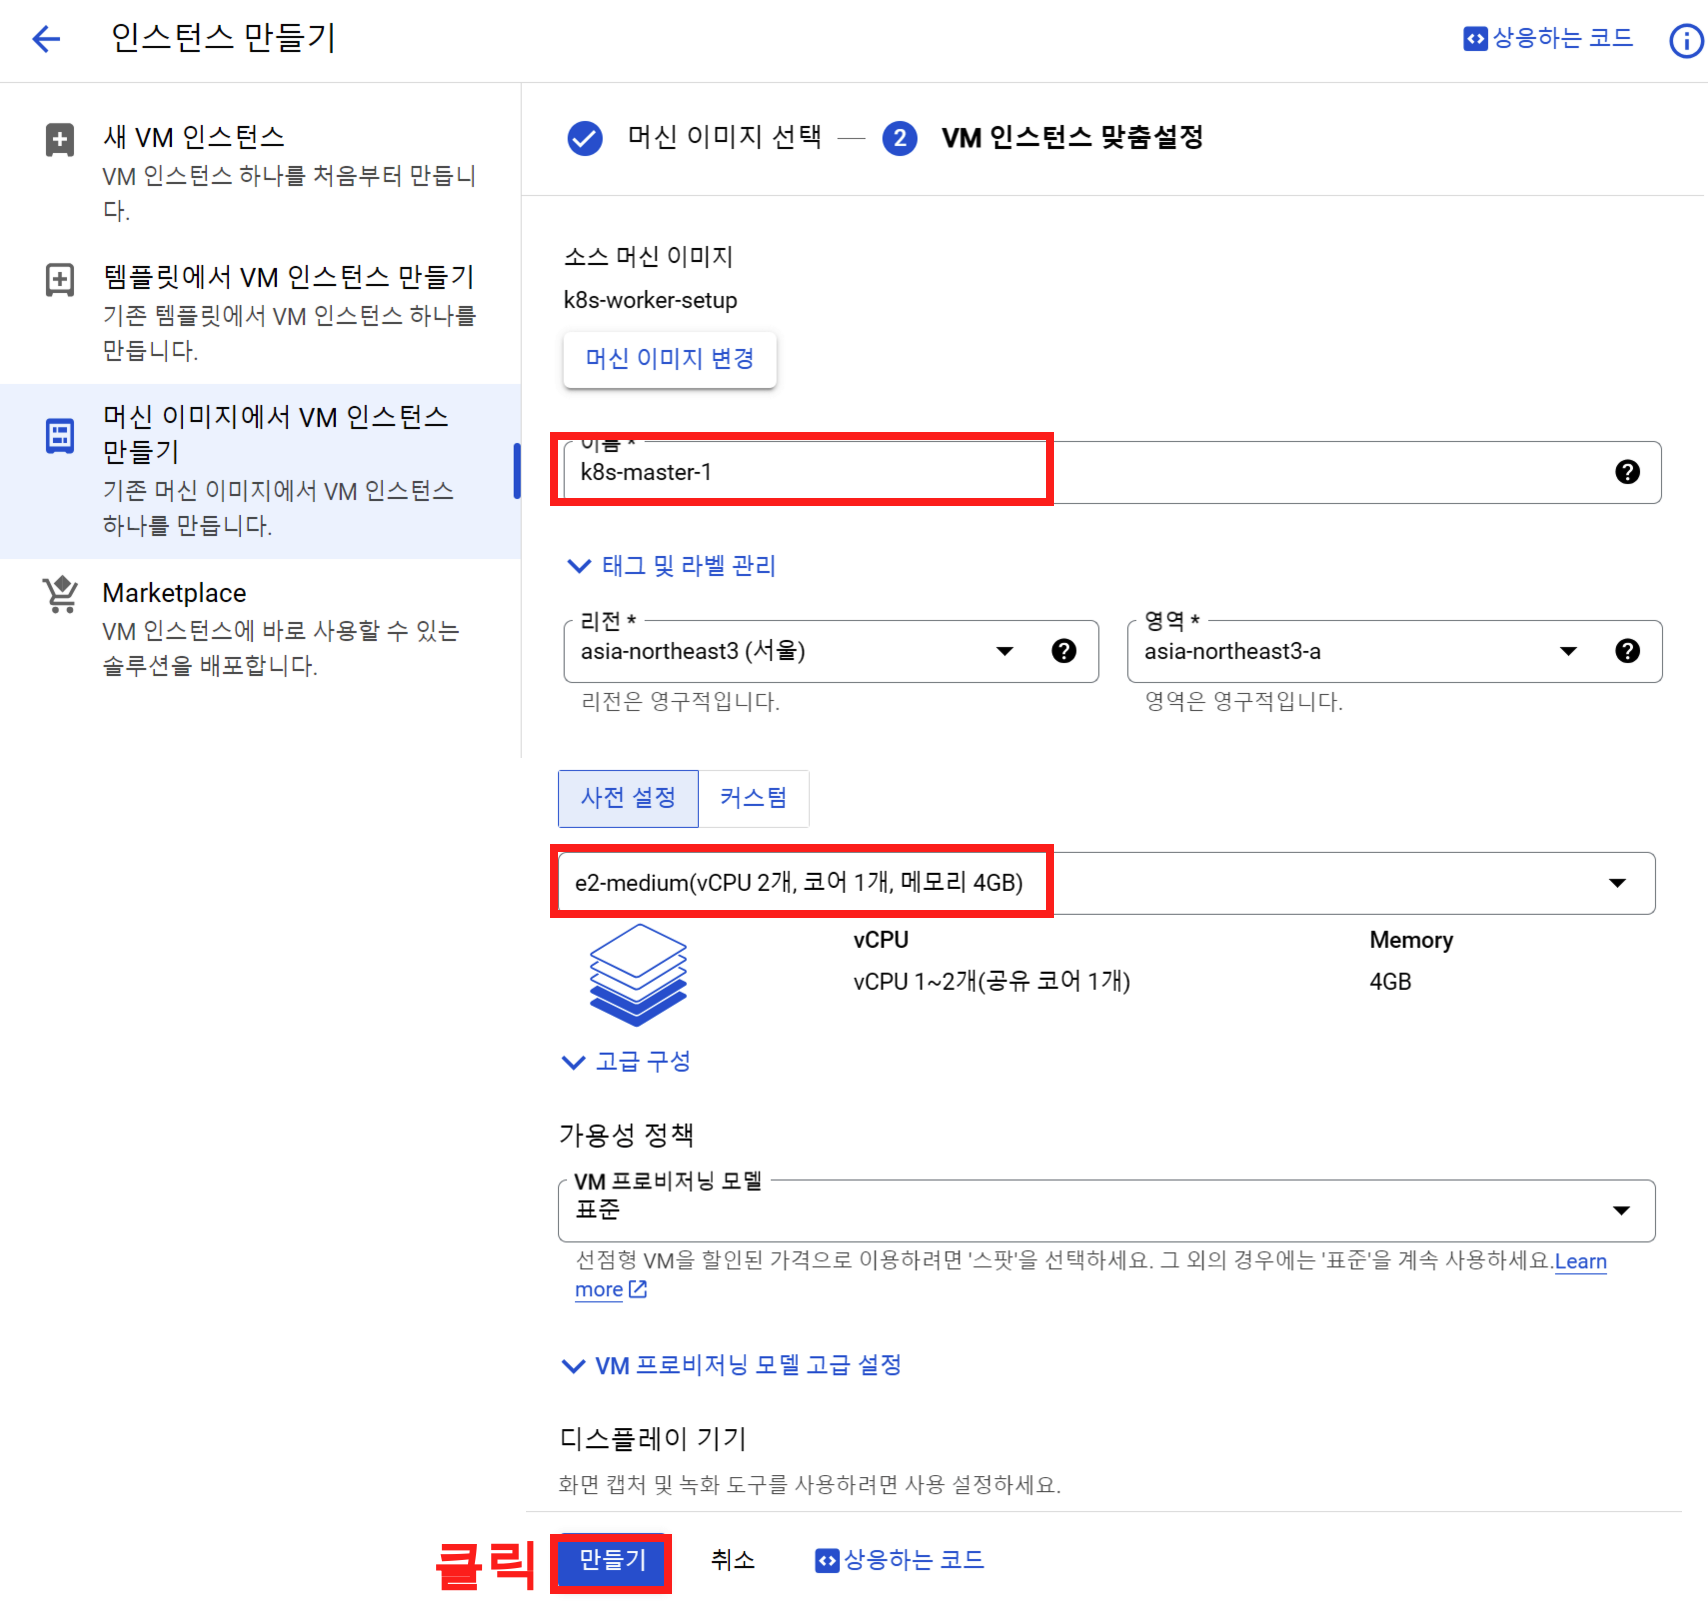 인스턴스 만들기
상응하는 코드
새 VM 인스턴스
VM 인스턴스 하나를 처음부터 만듭니
다.
템플릿에서 VM 인스턴스 만들기
기존 템플릿에서 VM 인스턴스 하나를
만듭니다.
머신 이미지에서 VM 인스턴스
만들기
기존 머신 이미지에서 VM 인스턴스
하나를 만듭니다.
Marketplace
VM 인스턴스에 바로 사용할 수 있는
솔루션을 배포합니다.
머신 이미지 선택
2 VM 인스턴스 맞춤설정
소스 머신 이미지
k8s-worker-setup
머신 이미지 변경
이름 *
k8s-master-1
태그 및 라벨 관리
리전 *
asia-northeast3 (서울)
리전은 영구적입니다.
영역 *
asia-northeast3-a
영역은 영구적입니다.
사전 설정
커스텀
e2-medium(vCPU 2개, 코어 1개, 메모리 4GB)
vCPU
vCPU 1~2개(공유 코어 1개)
Memory
4GB
고급 구성
가용성 정책
VM 프로비저닝 모델
표준
선점형 VM을 할인된 가격으로 이용하려면 '스팟'을 선택하세요. 그 외의 경우에는 '표준'을 계속 사용하세요.Learn
more
VM 프로비저닝 모델 고급 설정
디스플레이 기기
화면 캡처 및 녹화 도구를 사용하려면 사용 설정하세요.
클릭
만들기
취소
상응하는 코드